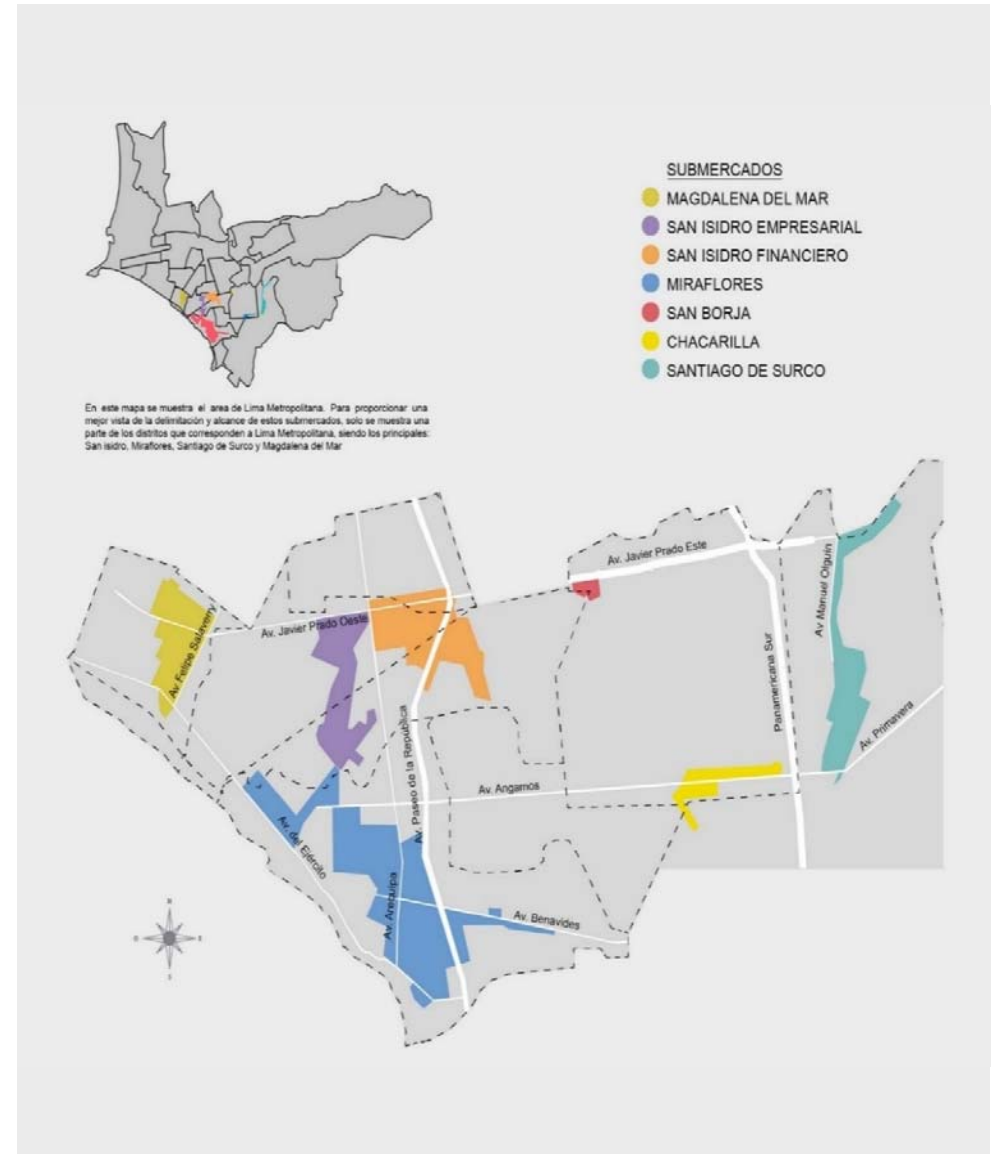 SUBMERCADOS
MAGDALENA DEL MAR
SAN ISIDRO EMPRESARIAL
SAN ISIDRO FINANCIERO
MIRAFLORES
SAN BORJA
CHACARILLA
SANTIAGO DE SURCO
En este mapa se muestra el area de Lima Metropolitana. Para proporcionar una
mejor vista de la delimitación y alcance de estos submercados, solo se muestra una
parte de los distritos que corresponden a Lima Metropolitana, siendo los principales:
San isidro, Miraflores, Santiago de Surco y Magdalena del Mar
Av. Javier Prado Este
Av Manuel Olguin
Av. Felipe Salaverry
Av. Javier Prado Oeste
Panamericana Sur
Av. Paseo de la República
Av. Primavera
Av. Angamos
Av. del Ejército
Av. Arequipa
Av. Benavides
N
O
E
S